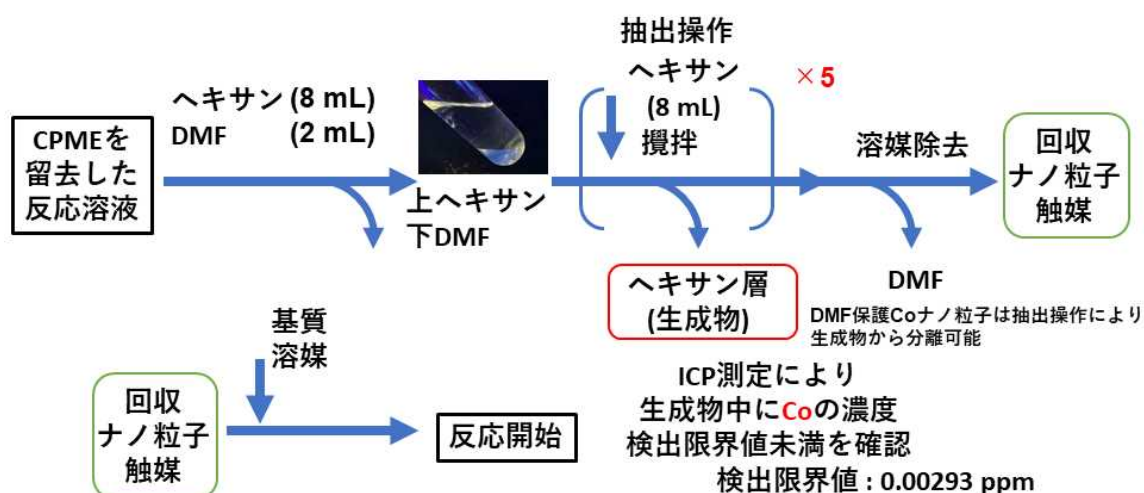 抽出操作
ヘキサン
(8 mL)
攪拌
×5
ヘキサン (8 mL)
DMF (2 mL)
CPMEを
留去した
反応溶液
上ヘキサン
下DMF
溶媒除去
回収
ナノ粒子
触媒
ヘキサン層
(生成物)
DMF
DMF保護Coナノ粒子は抽出操作により
生成物から分離可能
ICP測定により
生成物中にCoの濃度
検出限界値未満を確認
検出限界値 : 0.00293 ppm
基質
溶媒
回収
ナノ粒子
触媒
反応開始